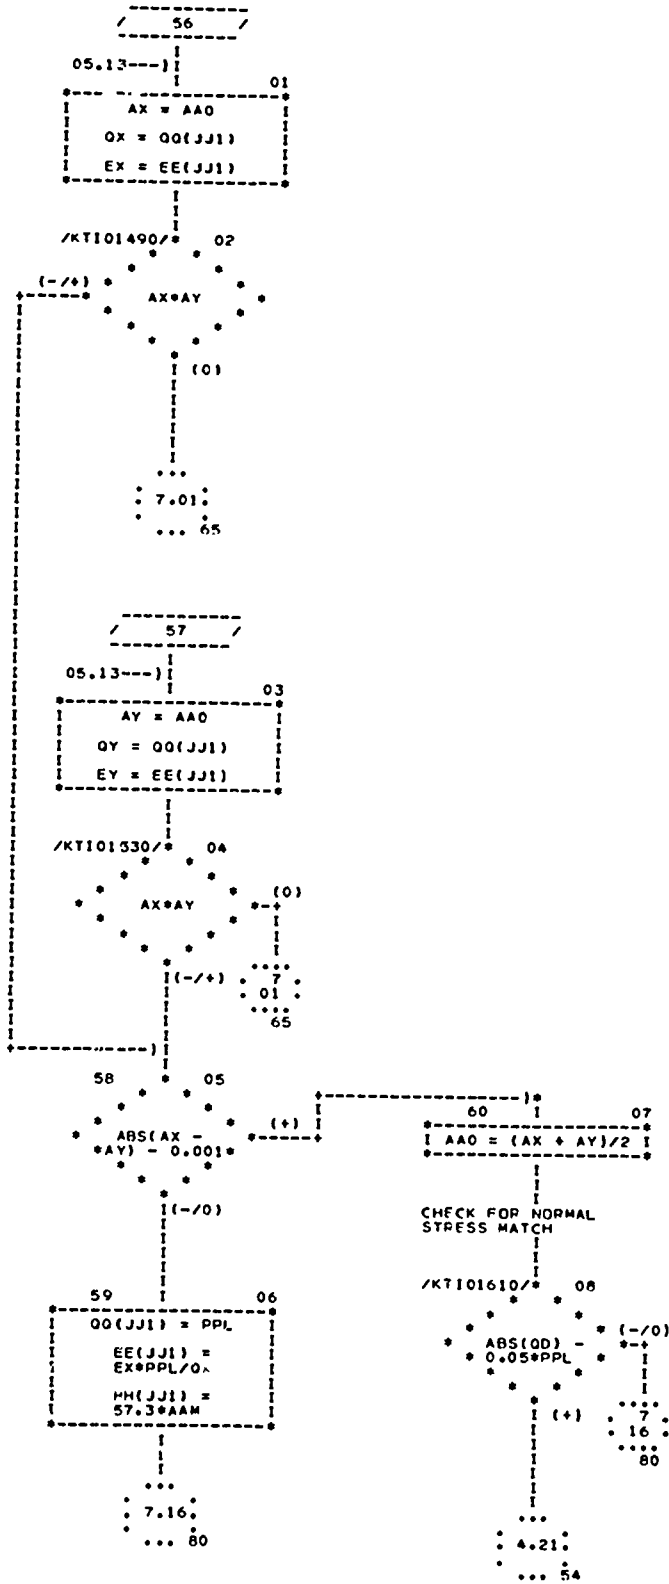 / 56 /
05.13---)
01
AX = AA0
QX = QQ(JJ1)
EX = EE(JJ1)
/KTI01490/* 02
(-/+)
AX*AY
(0)
7.01
65
/ 57 /
05.13---)
03
AY = AA0
QY = QQ(JJ1)
EY = EE(JJ1)
/KTI01530/* 04
(0)
AX*AY
(-/+)
7
01
65
58 05
ABS(AX -
*AY) - 0.001*
(+)
(-/0)
60 07
AA0 = (AX + AY)/2
CHECK FOR NORMAL
STRESS MATCH
/KTI01610/* 08
(-/0)
ABS(QD) -
0.05*PPL
(+)
7
16
80
4.21
54
59 06
QQ(JJ1) = PPL
EE(JJ1) =
EX*PPL/QX
HH(JJ1) =
57.3*AAM
7.16
80